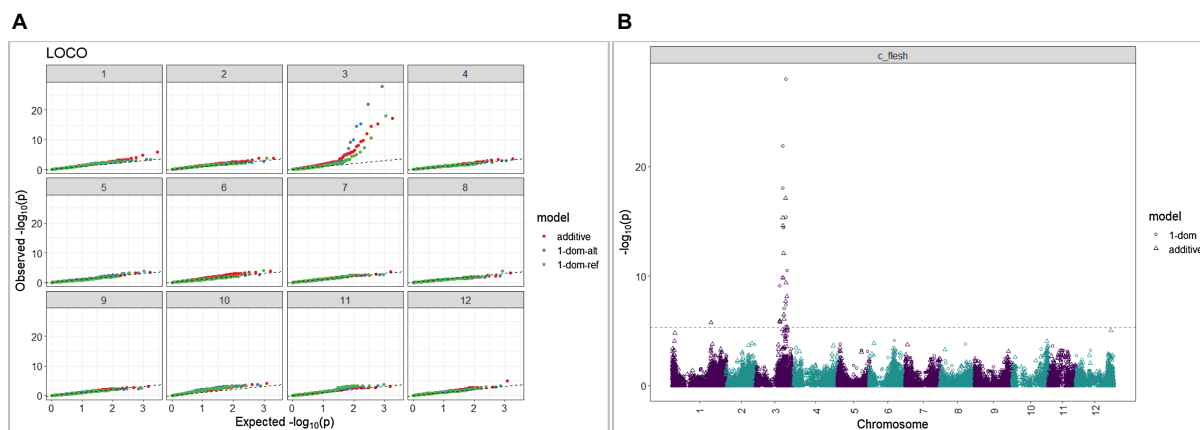 A
LOCO
1 2 3 4
20
10
0
5 6 7 8
20
10
0
9 10 11 12
20
10
0
0 1 2 3 0 1 2 3 0 1 2 3 0 1 2 3
Observed -log10(p)
Expected -log10(p)
model
additive
1-dom-alt
1-dom-ref
B
c_flesh
20
10
0
-log10(p)
1 2 3 4 5 6 7 8 9 10 11 12
Chromosome
model
1-dom
additive